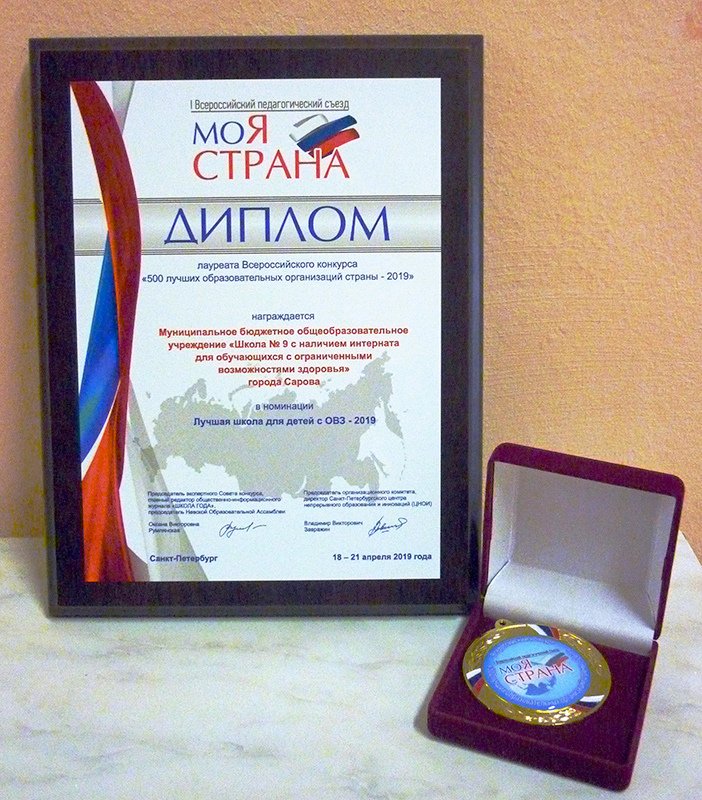 I Всероссийский педагогический съезд
МОЯ
СТРАНА
ДИПЛОМ
лауреата Всероссийского конкурса
«500 лучших образовательных организаций страны - 2019»
награждается
Муниципальное бюджетное общеобразовательное
учреждение «Школа № 9 с наличием интерната
для обучающихся с ограниченными
возможностями здоровья»
города Сарова
в номинации
Лучшая школа для детей с ОВЗ - 2019
Председатель экспертного Совета конкурса,
главный редактор общественно-информационного
журнала «ШКОЛА ГОДА»,
председатель Невской Образовательной Ассамблеи
Оксана Викторовна
Румянская
Председатель организационного комитета,
директор Санкт-Петербургского центра
непрерывного образования и инноваций (ЦНОИ)
Владимир Викторович
Завражин
Санкт-Петербург
18 – 21 апреля 2019 года
МОЯ
СТРАНА